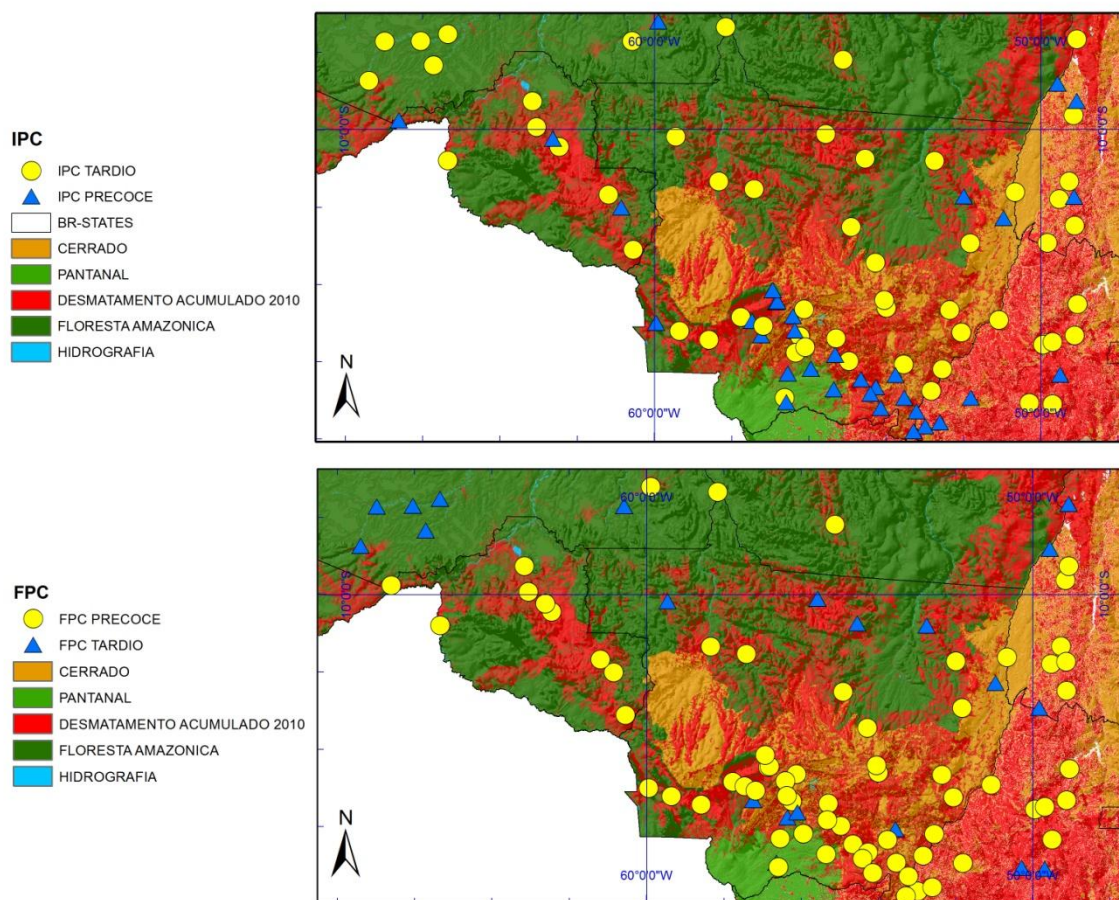 IPC
IPC TARDIO
IPC PRECOCE
BR-STATES
CERRADO
PANTANAL
DESMATAMENTO ACUMULADO 2010
FLORESTA AMAZONICA
HIDROGRAFIA
N
60°0'0"W
50°0'0"W
10°0'0"S
10°0'0"S
60°0'0"W
50°0'0"W
FPC
FPC PRECOCE
FPC TARDIO
CERRADO
PANTANAL
DESMATAMENTO ACUMULADO 2010
FLORESTA AMAZONICA
HIDROGRAFIA
N
60°0'0"W
50°0'0"W
10°0'0"S
10°0'0"S
60°0'0"W
50°0'0"W